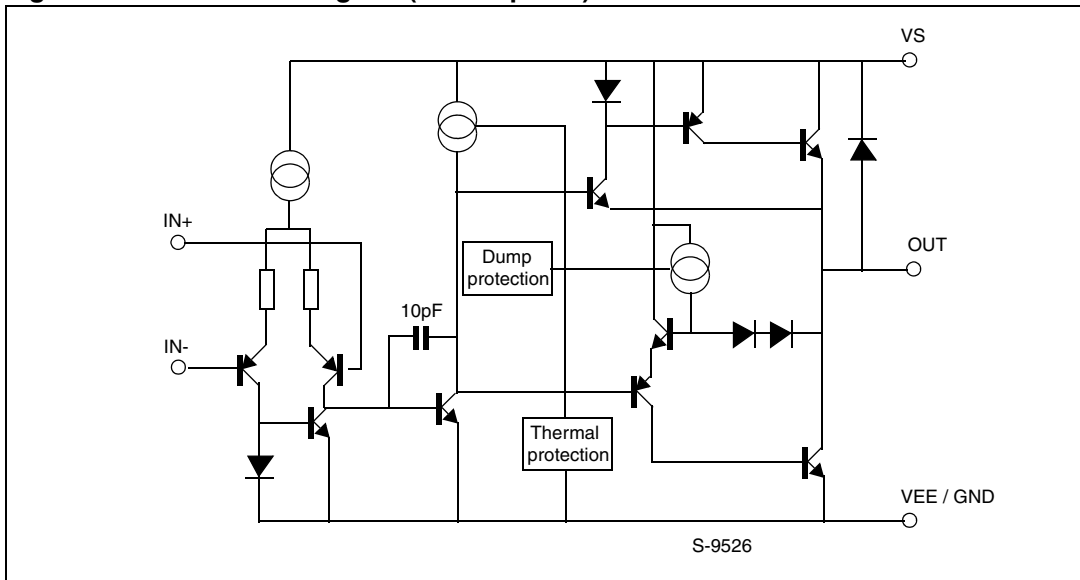 VS
IN+
OUT
Dump
protection
10pF
IN-
Thermal
protection
VEE / GND
S-9526